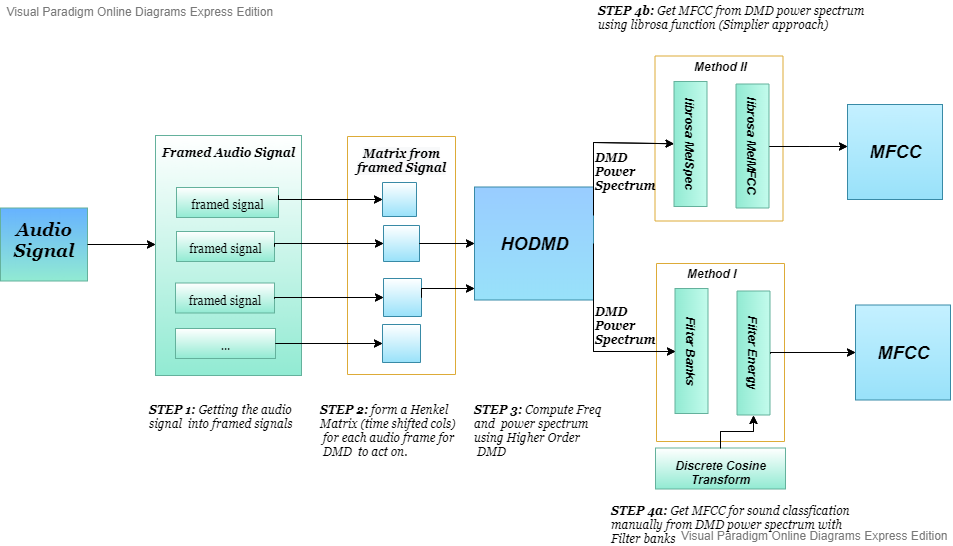 Visual Paradigm Online Diagrams Express Edition
STEP 4b: Get MFCC from DMD power spectrum
using librosa function (Simplier approach)
Method II
librosa MelSpec
librosa MelMFCC
MFCC
Framed Audio Signal
framed signal
framed signal
framed signal
...
Matrix from
framed Signal
Audio
Signal
HODMD
DMD
Power
Spectrum
DMD
Power
Spectrum
Method I
Filter Banks
Filter Energy
MFCC
Discrete Cosine
Transform
STEP 1: Getting the audio
signal into framed signals
STEP 2: form a Henkel
Matrix (time shifted cols)
for each audio frame for
DMD to act on.
STEP 3: Compute Freq
and power spectrum
using Higher Order
DMD
STEP 4a: Get MFCC for sound classfication
manually from DMD power spectrum with
Filter banks
Visual Paradigm Online Diagrams Express Edition